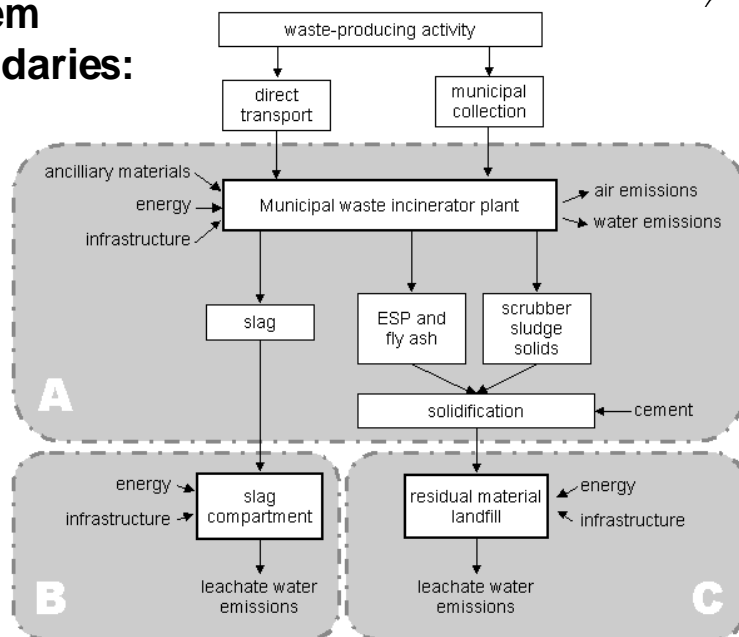 em
daries:
waste-producing activity
direct
transport
municipal
collection
ancilliary materials
energy
infrastructure
Municipal waste incinerator plant
air emissions
water emissions
slag
ESP and
fly ash
scrubber
sludge
solids
A
solidification
cement
energy
infrastructure
slag
compartment
residual material
landfill
energy
infrastructure
B
leachate water
emissions
leachate water
emissions
C